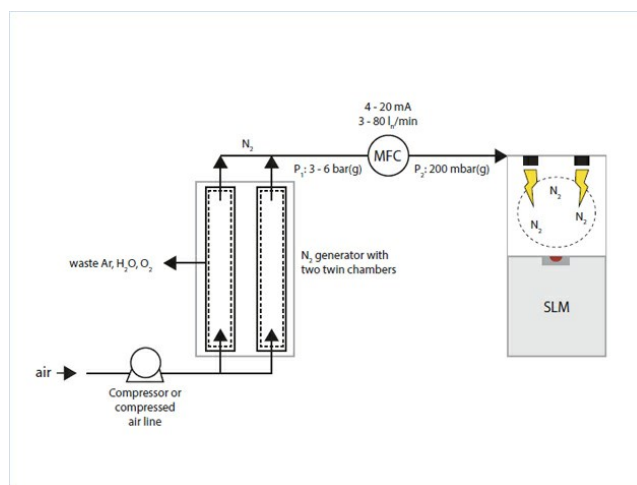 4 - 20 mA
3 - 80 lₙ/min
N₂
MFC
P₁: 3 - 6 bar(g)
P₂: 200 mbar(g)
N₂
N₂
N₂
waste Ar, H₂O, O₂
N₂ generator with
two twin chambers
SLM
air
Compressor or
compressed
air line